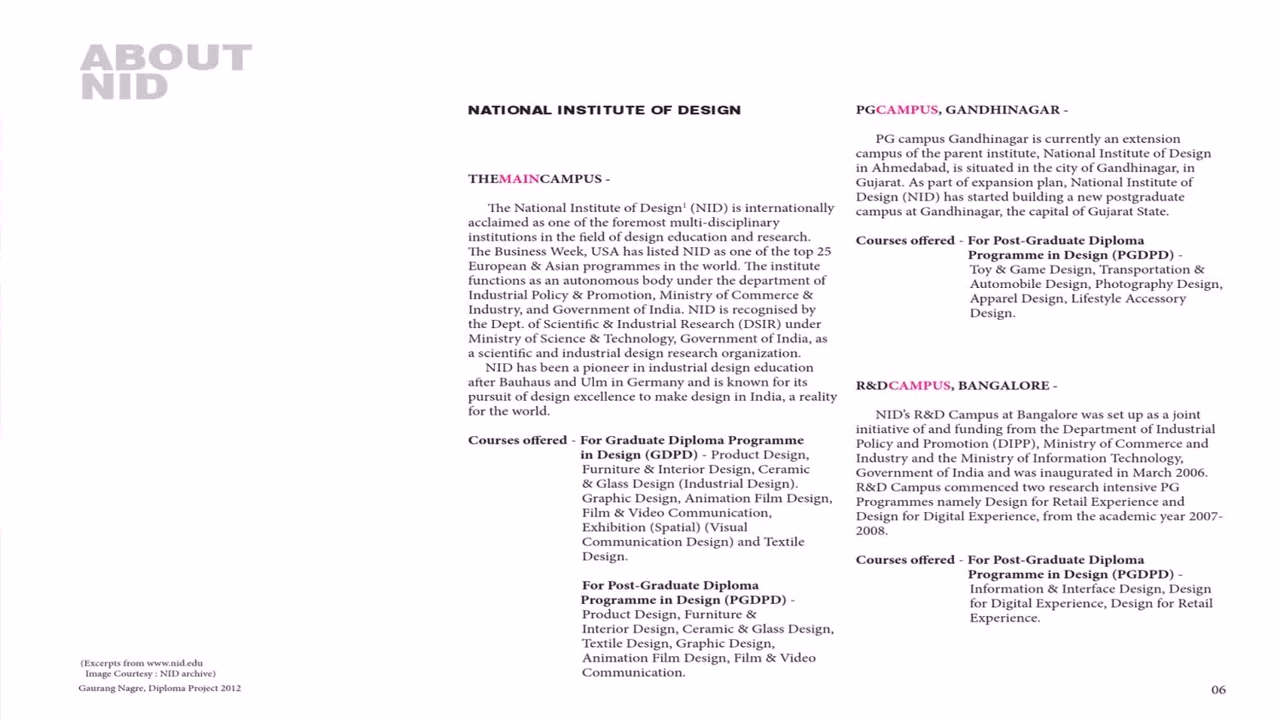 ABOUT
NID
NATIONAL INSTITUTE OF DESIGN
THEMAINCAMPUS -
The National Institute of Design¹ (NID) is internationally
acclaimed as one of the foremost multi-disciplinary
institutions in the field of design education and research.
The Business Week, USA has listed NID as one of the top 25
European & Asian programmes in the world. The institute
functions as an autonomous body under the department of
Industrial Policy & Promotion, Ministry of Commerce &
Industry, and Government of India. NID is recognised by
the Dept. of Scientific & Industrial Research (DSIR) under
Ministry of Science & Technology, Government of India, as
a scientific and industrial design research organization.
NID has been a pioneer in industrial design education
after Bauhaus and Ulm in Germany and is known for its
pursuit of design excellence to make design in India, a reality
for the world.
Courses offered - For Graduate Diploma Programme
in Design (GDPD) - Product Design,
Furniture & Interior Design, Ceramic
& Glass Design (Industrial Design).
Graphic Design, Animation Film Design,
Film & Video Communication,
Exhibition (Spatial) (Visual
Communication Design) and Textile
Design.
For Post-Graduate Diploma
Programme in Design (PGDPD) -
Product Design, Furniture &
Interior Design, Ceramic & Glass Design,
Textile Design, Graphic Design,
Animation Film Design, Film & Video
Communication.
PGCAMPUS, GANDHINAGAR -
PG campus Gandhinagar is currently an extension
campus of the parent institute, National Institute of Design
in Ahmedabad, is situated in the city of Gandhinagar, in
Gujarat. As part of expansion plan, National Institute of
Design (NID) has started building a new postgraduate
campus at Gandhinagar, the capital of Gujarat State.
Courses offered - For Post-Graduate Diploma
Programme in Design (PGDPD) -
Toy & Game Design, Transportation &
Automobile Design, Photography Design,
Apparel Design, Lifestyle Accessory
Design.
R&DCAMPUS, BANGALORE -
NID's R&D Campus at Bangalore was set up as a joint
initiative of and funding from the Department of Industrial
Policy and Promotion (DIPP), Ministry of Commerce and
Industry and the Ministry of Information Technology,
Government of India and was inaugurated in March 2006.
R&D Campus commenced two research intensive PG
Programmes namely Design for Retail Experience and
Design for Digital Experience, from the academic year 2007-
2008.
Courses offered - For Post-Graduate Diploma
Programme in Design (PGDPD) -
Information & Interface Design, Design
for Digital Experience, Design for Retail
Experience.
(Excerpts from www.nid.edu
Image Courtesy : NID archive)
Gaurang Nagre, Diploma Project 2012
06